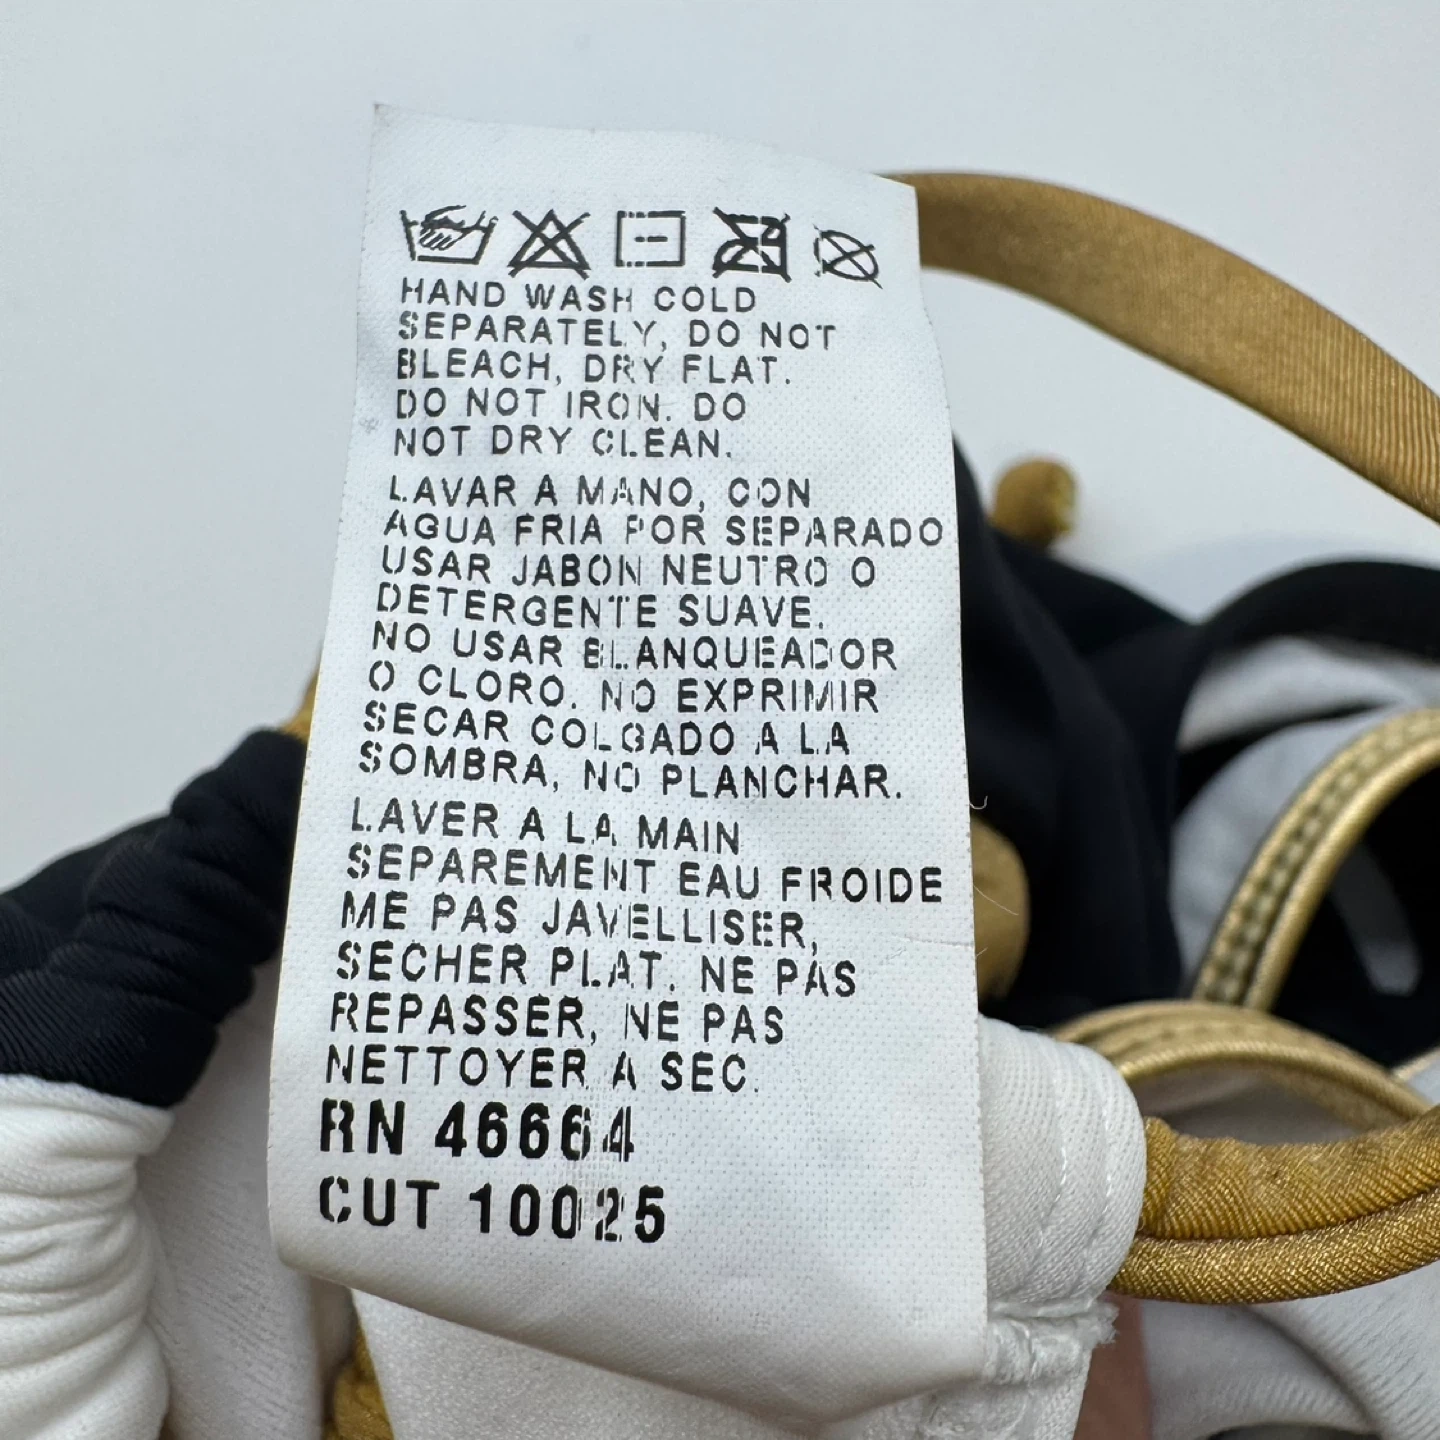 HAND WASH COLD
SEPARATELY, DO NOT
BLEACH, DRY FLAT.
DO NOT IRON. DO
NOT DRY CLEAN.
LAVAR A MANO, CON
AGUA FRIA POR SEPARADO
USAR JABON NEUTRO O
DETERGENTE SUAVE.
NO USAR BLANQUEADOR
O CLORO. NO EXPRIMIR
SECAR COLGADO A LA
SOMBRA, NO PLANCHAR.
LAVER A LA MAIN
SEPAREMENT EAU FROIDE
ME PAS JAVELLISER,
SECHER PLAT. NE PAS
REPASSER, NE PAS
NETTOYER A SEC.
RN 46664
CUT 10025